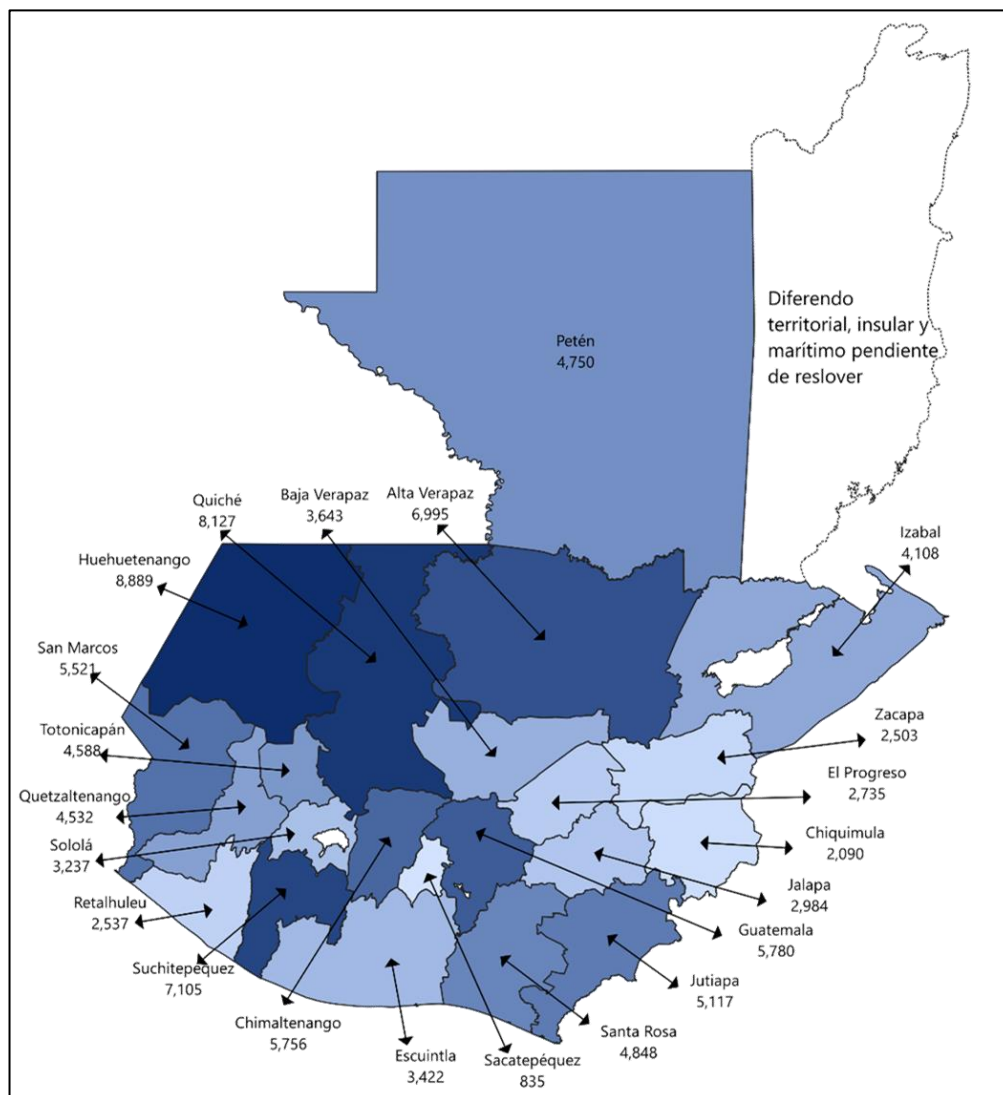 Diferendo
territorial, insular y
marítimo pendiente
de reslover
Petén
4,750
Quiché
8,127
Baja Verapaz
3,643
Alta Verapaz
6,995
Izabal
4,108
Huehuetenango
8,889
San Marcos
5,521
Totonicapán
4,588
Quetzaltenango
4,532
Sololá
3,237
Retalhuleu
2,537
Suchitepéquez
7,105
Chimaltenango
5,756
Escuintla
3,422
Sacatepéquez
835
Santa Rosa
4,848
Jutiapa
5,117
Guatemala
5,780
Jalapa
2,984
Chiquimula
2,090
El Progreso
2,735
Zacapa
2,503